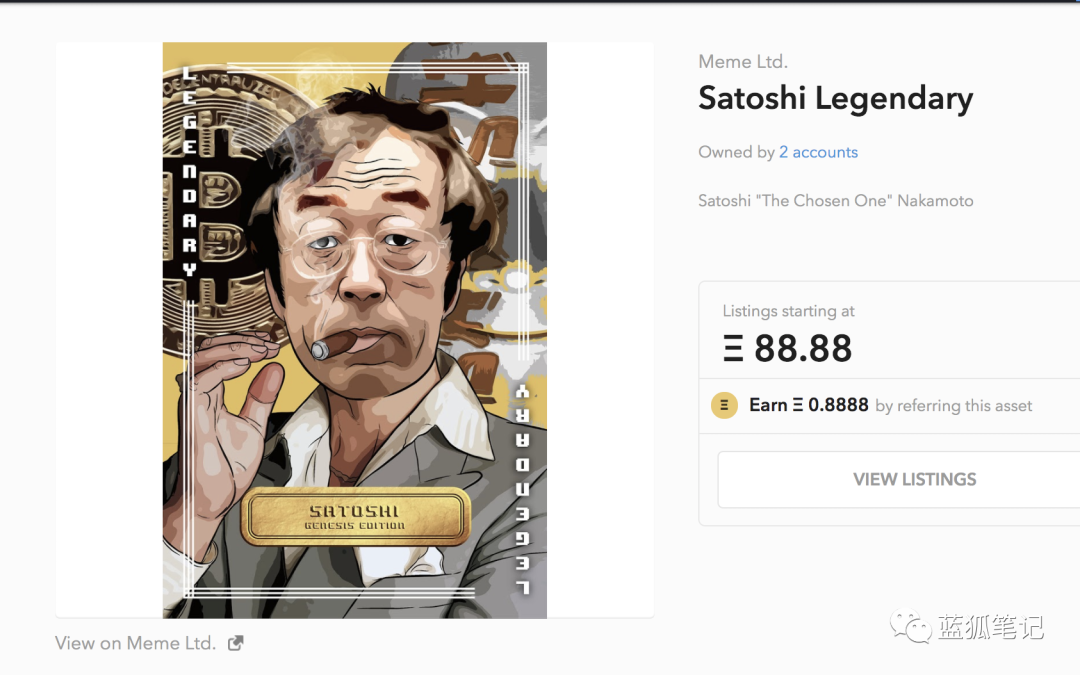 Meme Ltd.
Satoshi Legendary
Owned by 2 accounts
Satoshi "The Chosen One" Nakamoto
Listings starting at
Ξ 88.88
Earn Ξ 0.8888 by referring this asset
VIEW LISTINGS
DECENTRALIZED
LEGENDARY
LEGENDARY
SATOSHI
GENESIS EDITION
View on Meme Ltd.
蓝狐笔记